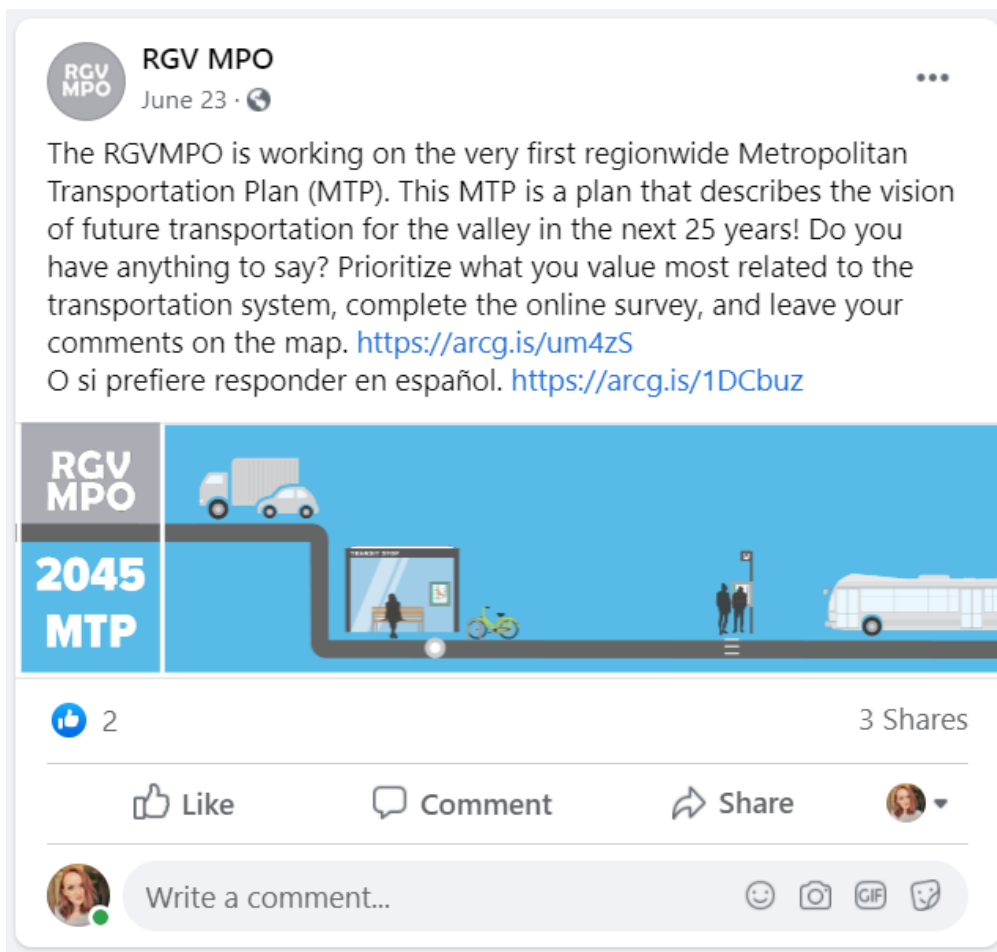 RGV
MPO
RGV MPO
June 23 ·
The RGVMPO is working on the very first regionwide Metropolitan
Transportation Plan (MTP). This MTP is a plan that describes the vision
of future transportation for the valley in the next 25 years! Do you
have anything to say? Prioritize what you value most related to the
transportation system, complete the online survey, and leave your
comments on the map. https://arcg.is/um4zS
O si prefiere responder en español. https://arcg.is/1DCbuz
RGV
MPO
2045
MTP
TRANSIT STOP
2
3 Shares
Like
Comment
Share
Write a comment...
GIF